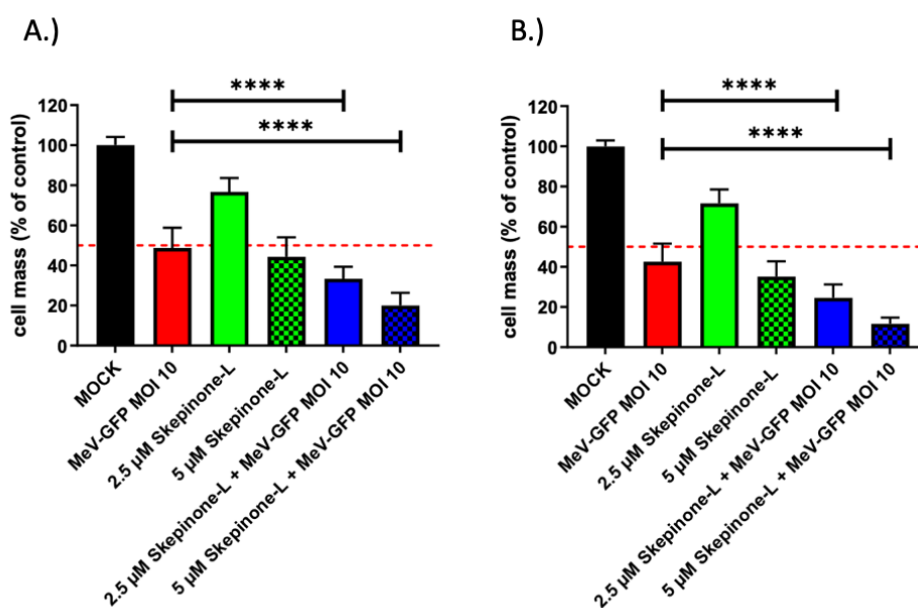 A.)
****
****
cell mass (% of control)
120
100
80
60
40
20
0
MOCK
MeV-GFP MOI 10
2.5 µM Skepinone-L
5 µM Skepinone-L
2.5 µM Skepinone-L + MeV-GFP MOI 10
5 µM Skepinone-L + MeV-GFP MOI 10
B.)
****
****
cell mass (% of control)
120
100
80
60
40
20
0
MOCK
MeV-GFP MOI 10
2.5 µM Skepinone-L
5 µM Skepinone-L
2.5 µM Skepinone-L + MeV-GFP MOI 10
5 µM Skepinone-L + MeV-GFP MOI 10